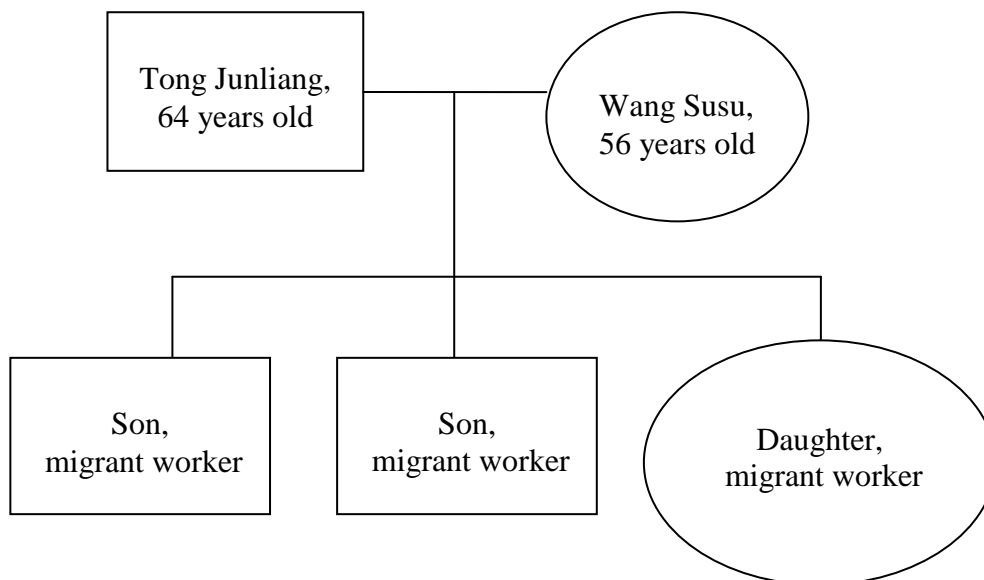 Tong Junliang,
64 years old
Wang Susu,
56 years old
Son,
migrant worker
Son,
migrant worker
Daughter,
migrant worker